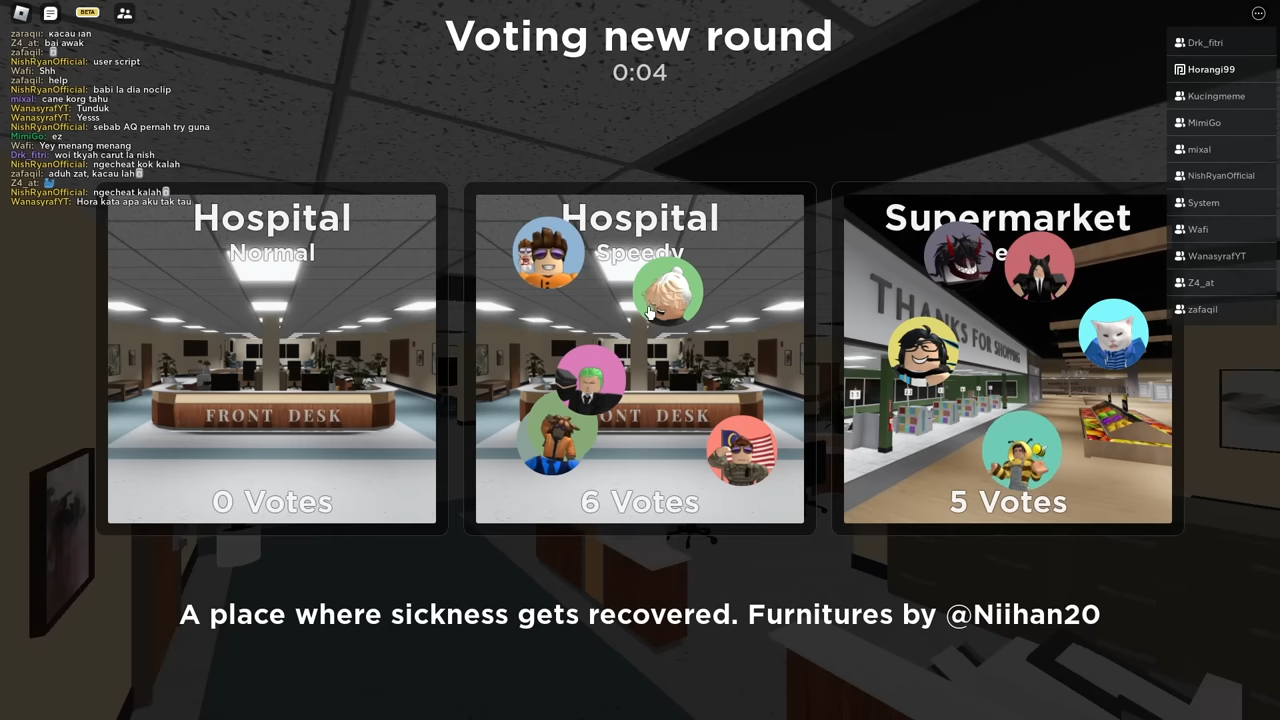 BETA
Voting new round
0:04
zafaqil: kacau lah
Z4_at: bai awak
zafaqil:
NishRyanOfficial: user script
Wafi: Shh
zafaqil: help
NishRyanOfficial: babi la dia noclip
mixal: cane korg tahu
WanasyrafYT: Tunduk
WanasyrafYT: Yesss
NishRyanOfficial: sebab AQ pernah try guna
MimiGo: ez
Wafi: Yey menang menang
Drk_fitri: woi tkyah carut la nish
NishRyanOfficial: ngecheat kok kalah
zafaqil: aduh zat, kacau lah
Z4_at:
NishRyanOfficial: ngecheat kalah
WanasyrafYT: Hora kata apa aku tak tau
Drk_fitri
Horangi99
Kucingmeme
MimiGo
mixal
NishRyanOfficial
System
Wafi
WanasyrafYT
Z4_at
zafaqil
Hospital
Normal
FRONT DESK
0 Votes
Hospital
Speedy
ONT DESK
6 Votes
Supermarket
THANKS FOR SHOPPING
5 Votes
A place where sickness gets recovered. Furnitures by @Niihan20